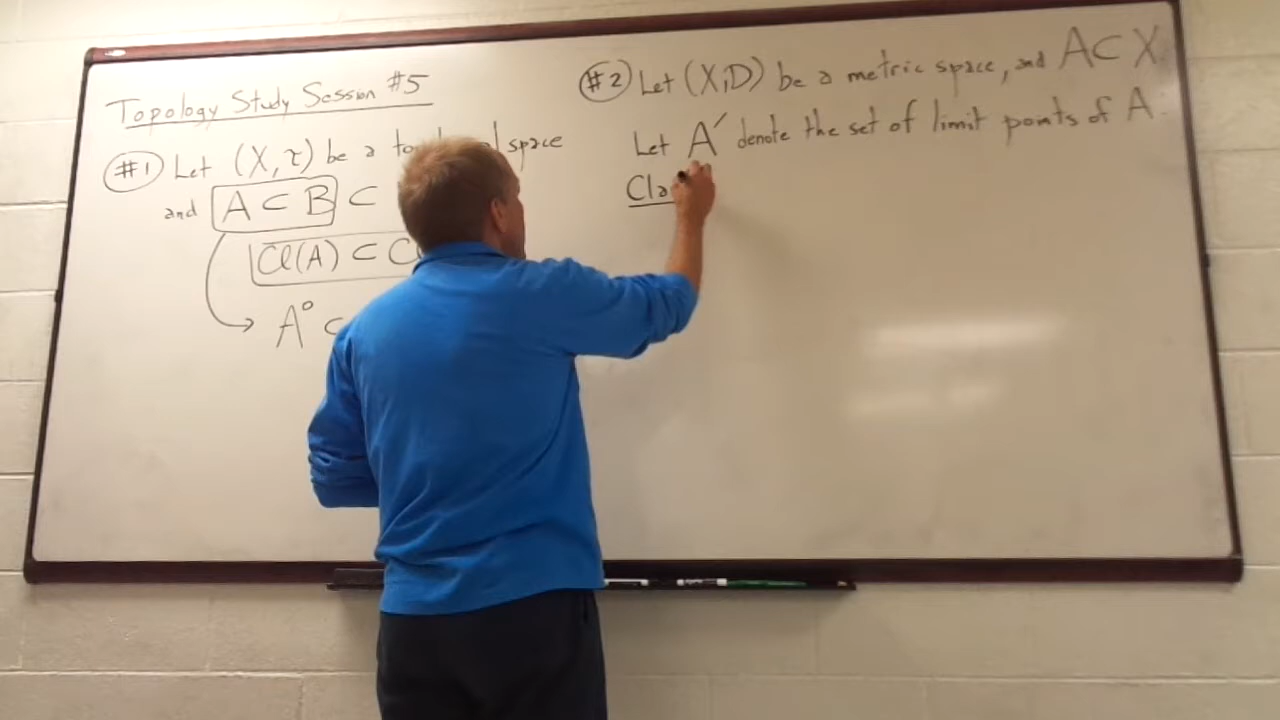 Topology Study Session #5
#1 Let (X, τ) be a space
and A ⊂ B ⊂
Cl(A) ⊂
A° ⊂
#2 Let (X,D) be a metric space, and A ⊂ X.
Let A′ denote the set of limit points of A.
Cla